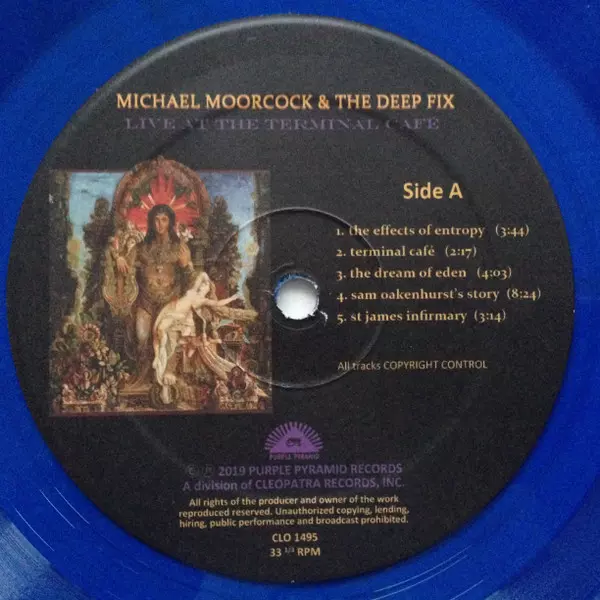 MICHAEL MOORCOCK & THE DEEP FIX
LIVE AT THE TERMINAL CAFÉ
Side A
1. the effects of entropy (3:44)
2. terminal café (2:17)
3. the dream of eden (4:03)
4. sam oakenhurst's story (8:24)
5. st james infirmary (3:14)
All tracks COPYRIGHT CONTROL
PURPLE PYRAMID
© ℗ 2019 PURPLE PYRAMID RECORDS
A division of CLEOPATRA RECORDS, INC.
All rights of the producer and owner of the work
reproduced reserved. Unauthorized copying, lending,
hiring, public performance and broadcast prohibited.
CLO 1495
33 1/3 RPM